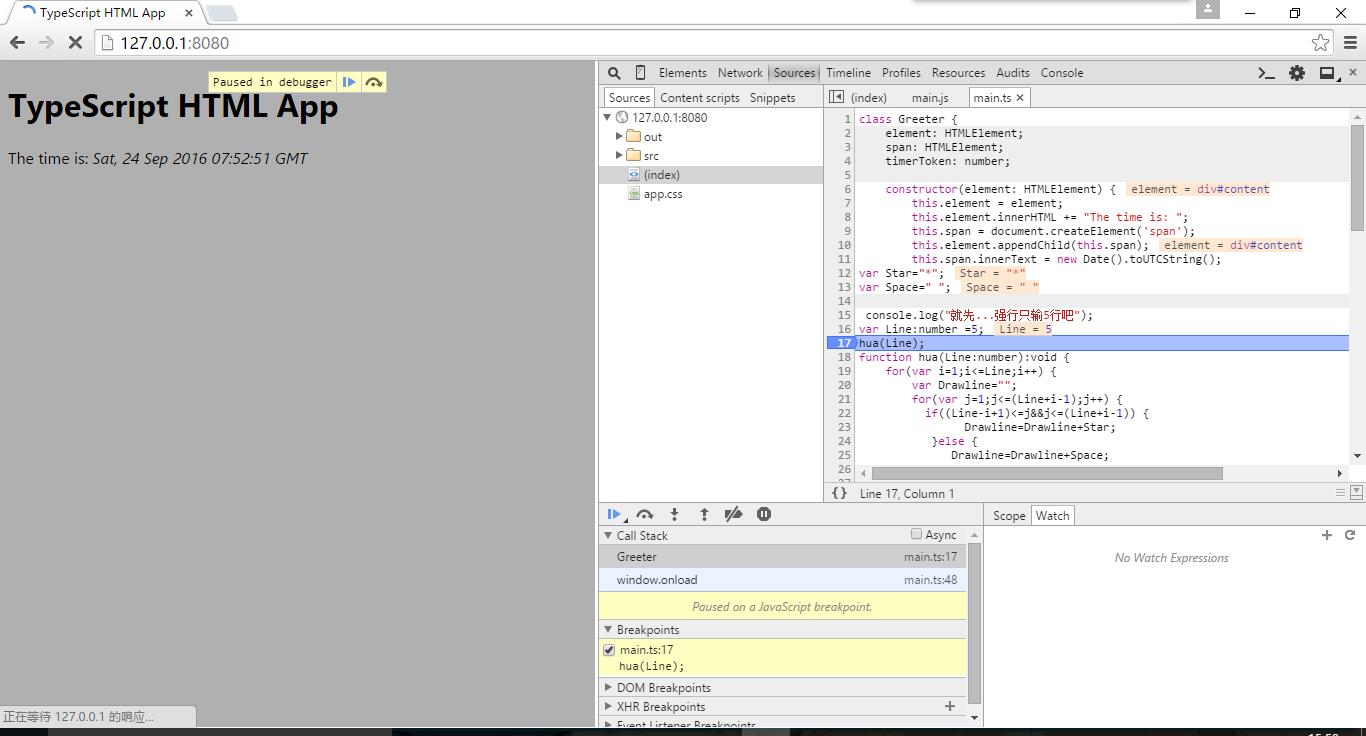 TypeScript HTML App
127.0.0.1:8080
Paused in debugger
TypeScript HTML App
The time is: Sat, 24 Sep 2016 07:52:51 GMT
正在等待 127.0.0.1 的响应...
Elements Network Sources Timeline Profiles Resources Audits Console
Sources Content scripts Snippets
127.0.0.1:8080
out
src
(index)
app.css
(index) main.js main.ts
1 class Greeter {
2 element: HTMLElement;
3 span: HTMLElement;
4 timerToken: number;
5
6 constructor(element: HTMLElement) { element = div#content
7 this.element = element;
8 this.element.innerHTML += "The time is: ";
9 this.span = document.createElement('span');
10 this.element.appendChild(this.span); element = div#content
11 this.span.innerText = new Date().toUTCString();
12 var Star="*"; Star = "*"
13 var Space=" "; Space = " "
14
15 console.log("就先...强行只输5行吧");
16 var Line:number =5; Line = 5
17 hua(Line);
18 function hua(Line:number):void {
19 for(var i=1;i<=Line;i++) {
20 var Drawline="";
21 for(var j=1;j<=(Line+i-1);j++) {
22 if((Line-i+1)<=j&&j<=(Line+i-1)) {
23 Drawline=Drawline+Star;
24 }else {
25 Drawline=Drawline+Space;
26
{} Line 17, Column 1
Call Stack Async
Greeter main.ts:17
window.onload main.ts:48
Paused on a JavaScript breakpoint.
Breakpoints
main.ts:17
hua(Line);
DOM Breakpoints
XHR Breakpoints
Event Listener Breakpoints
Scope Watch
No Watch Expressions